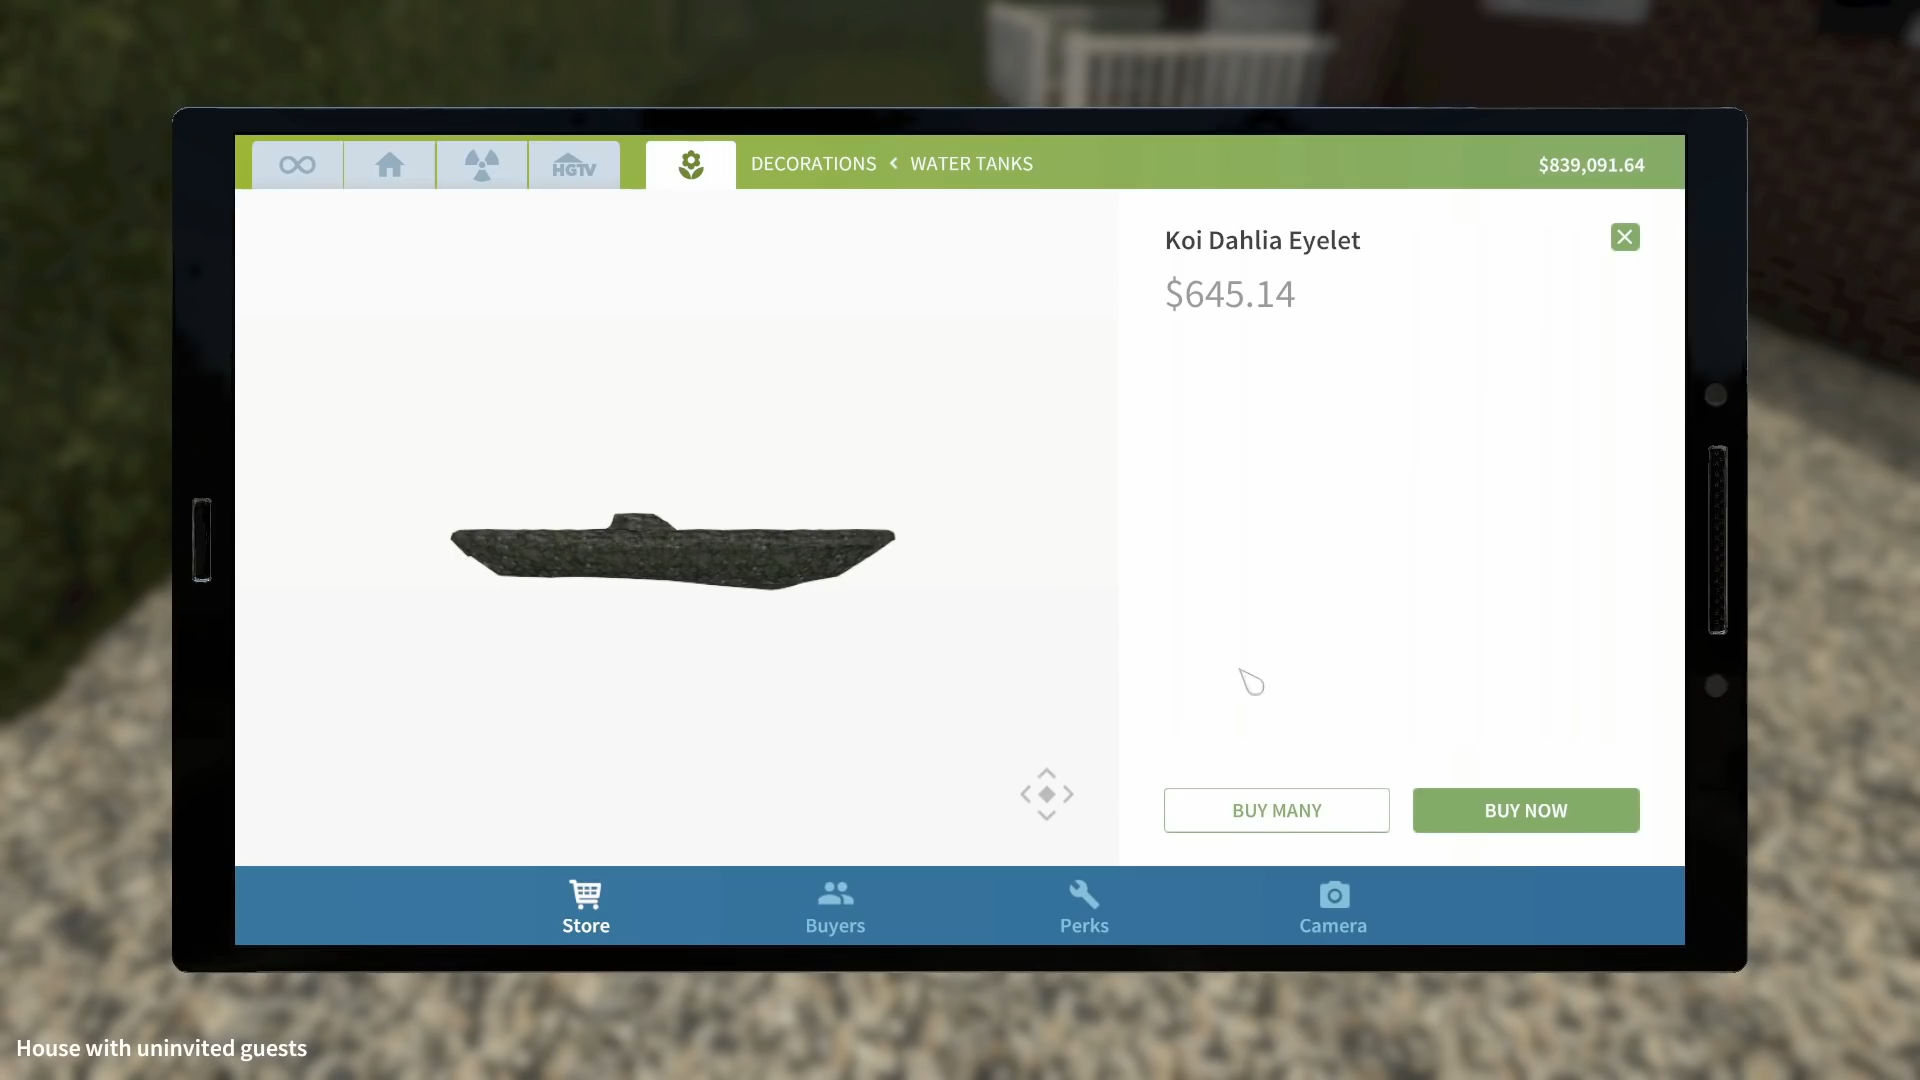 HGTV
DECORATIONS < WATER TANKS
$839,091.64
Koi Dahlia Eyelet
$645.14
BUY MANY
BUY NOW
Store
Buyers
Perks
Camera
House with uninvited guests